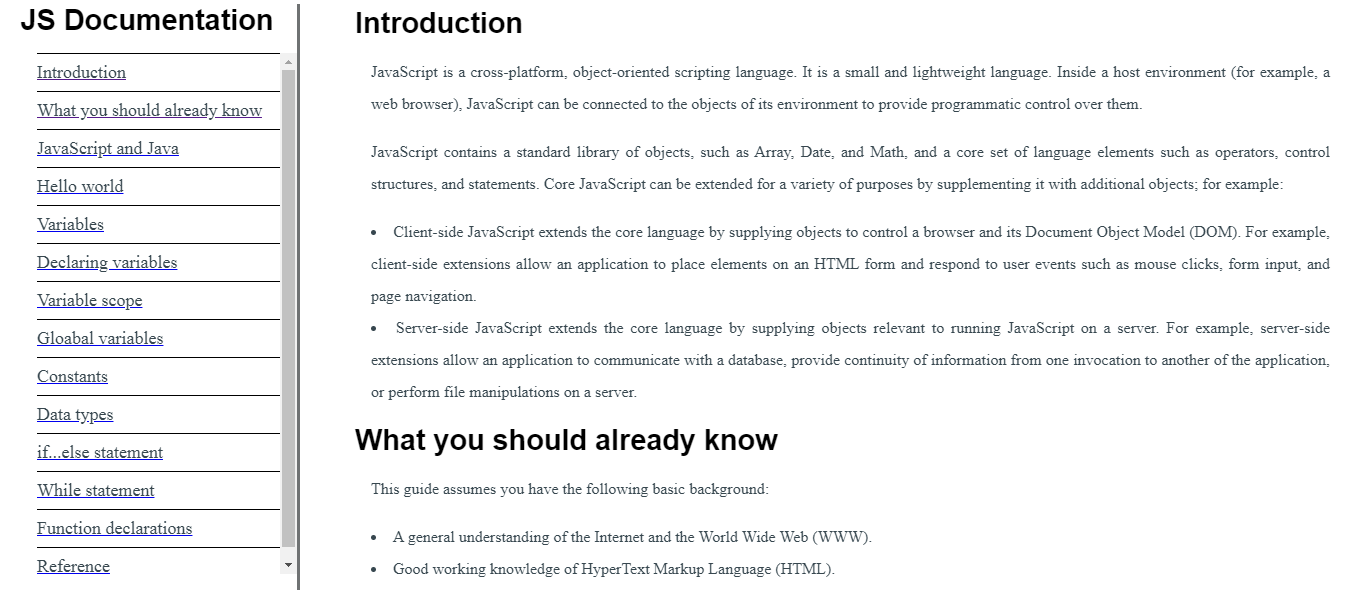 JS Documentation
Introduction
What you should already know
JavaScript and Java
Hello world
Variables
Declaring variables
Variable scope
Gloabal variables
Constants
Data types
if...else statement
While statement
Function declarations
Reference
Introduction
JavaScript is a cross-platform, object-oriented scripting language. It is a small and lightweight language. Inside a host environment (for example, a
web browser), JavaScript can be connected to the objects of its environment to provide programmatic control over them.
JavaScript contains a standard library of objects, such as Array, Date, and Math, and a core set of language elements such as operators, control
structures, and statements. Core JavaScript can be extended for a variety of purposes by supplementing it with additional objects; for example:
• Client-side JavaScript extends the core language by supplying objects to control a browser and its Document Object Model (DOM). For example,
client-side extensions allow an application to place elements on an HTML form and respond to user events such as mouse clicks, form input, and
page navigation.
• Server-side JavaScript extends the core language by supplying objects relevant to running JavaScript on a server. For example, server-side
extensions allow an application to communicate with a database, provide continuity of information from one invocation to another of the application,
or perform file manipulations on a server.
What you should already know
This guide assumes you have the following basic background:
• A general understanding of the Internet and the World Wide Web (WWW).
• Good working knowledge of HyperText Markup Language (HTML).